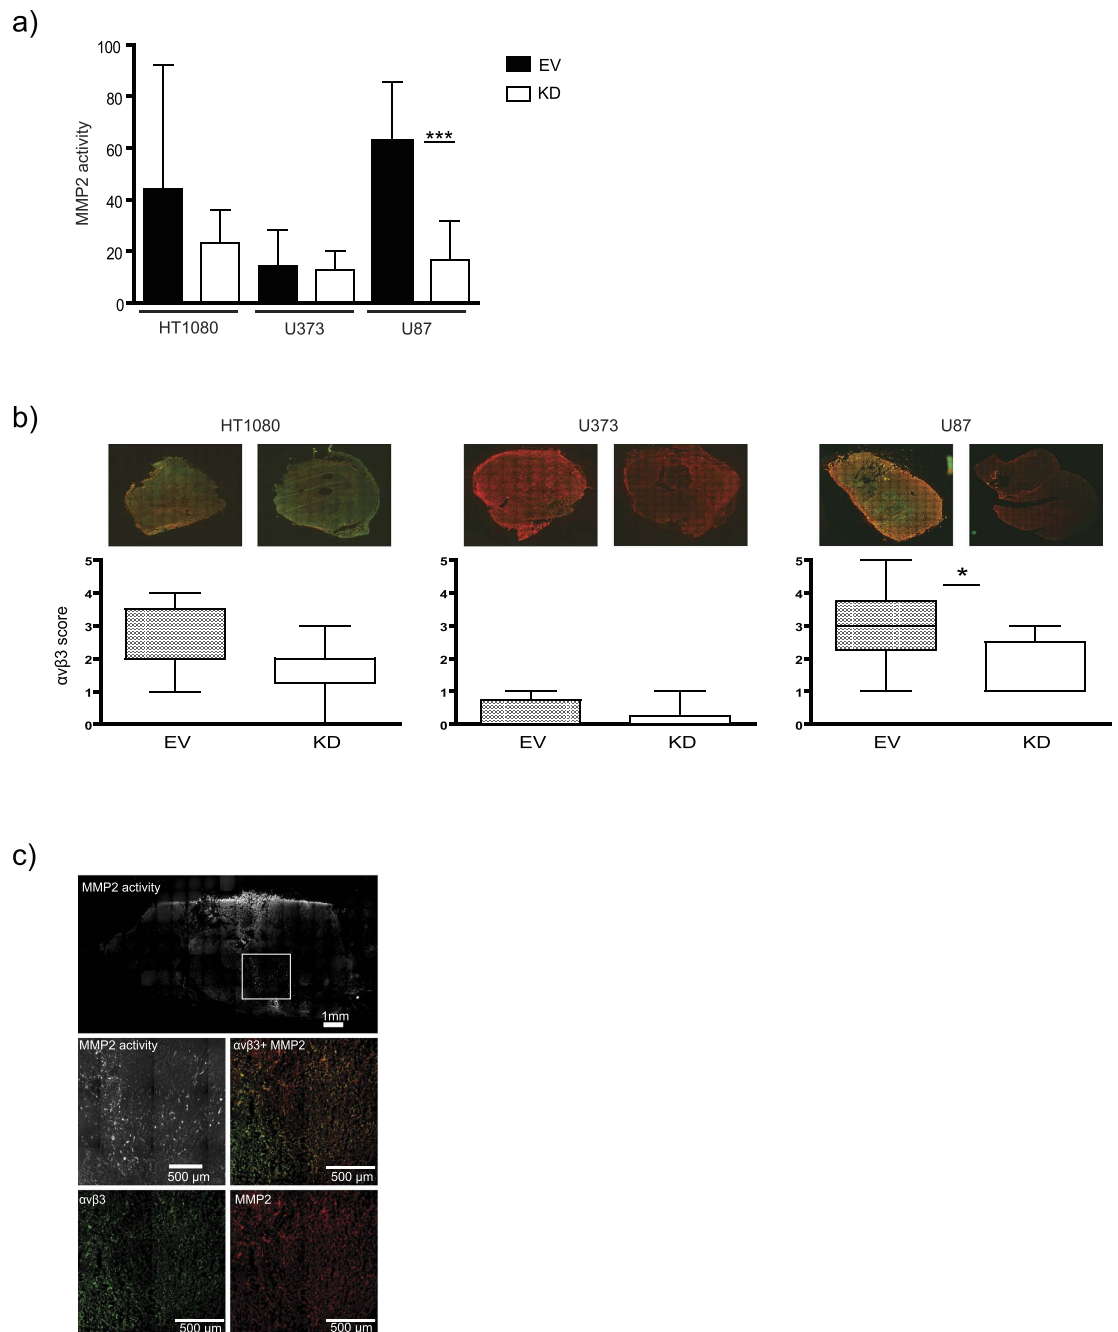 a)
100
80
60
40
20
0
MMP2 activity
***
EV
KD
HT1080 U373 U87
b)
HT1080 U373 U87
αvβ3 score
5
4
3
2
1
0
EV KD
5
4
3
2
1
0
EV KD
5
4
3
2
1
0
*
EV KD
c)
MMP2 activity
1mm
MMP2 activity
500 µm
αvβ3+ MMP2
500 µm
αvβ3
500 µm
MMP2
500 µm